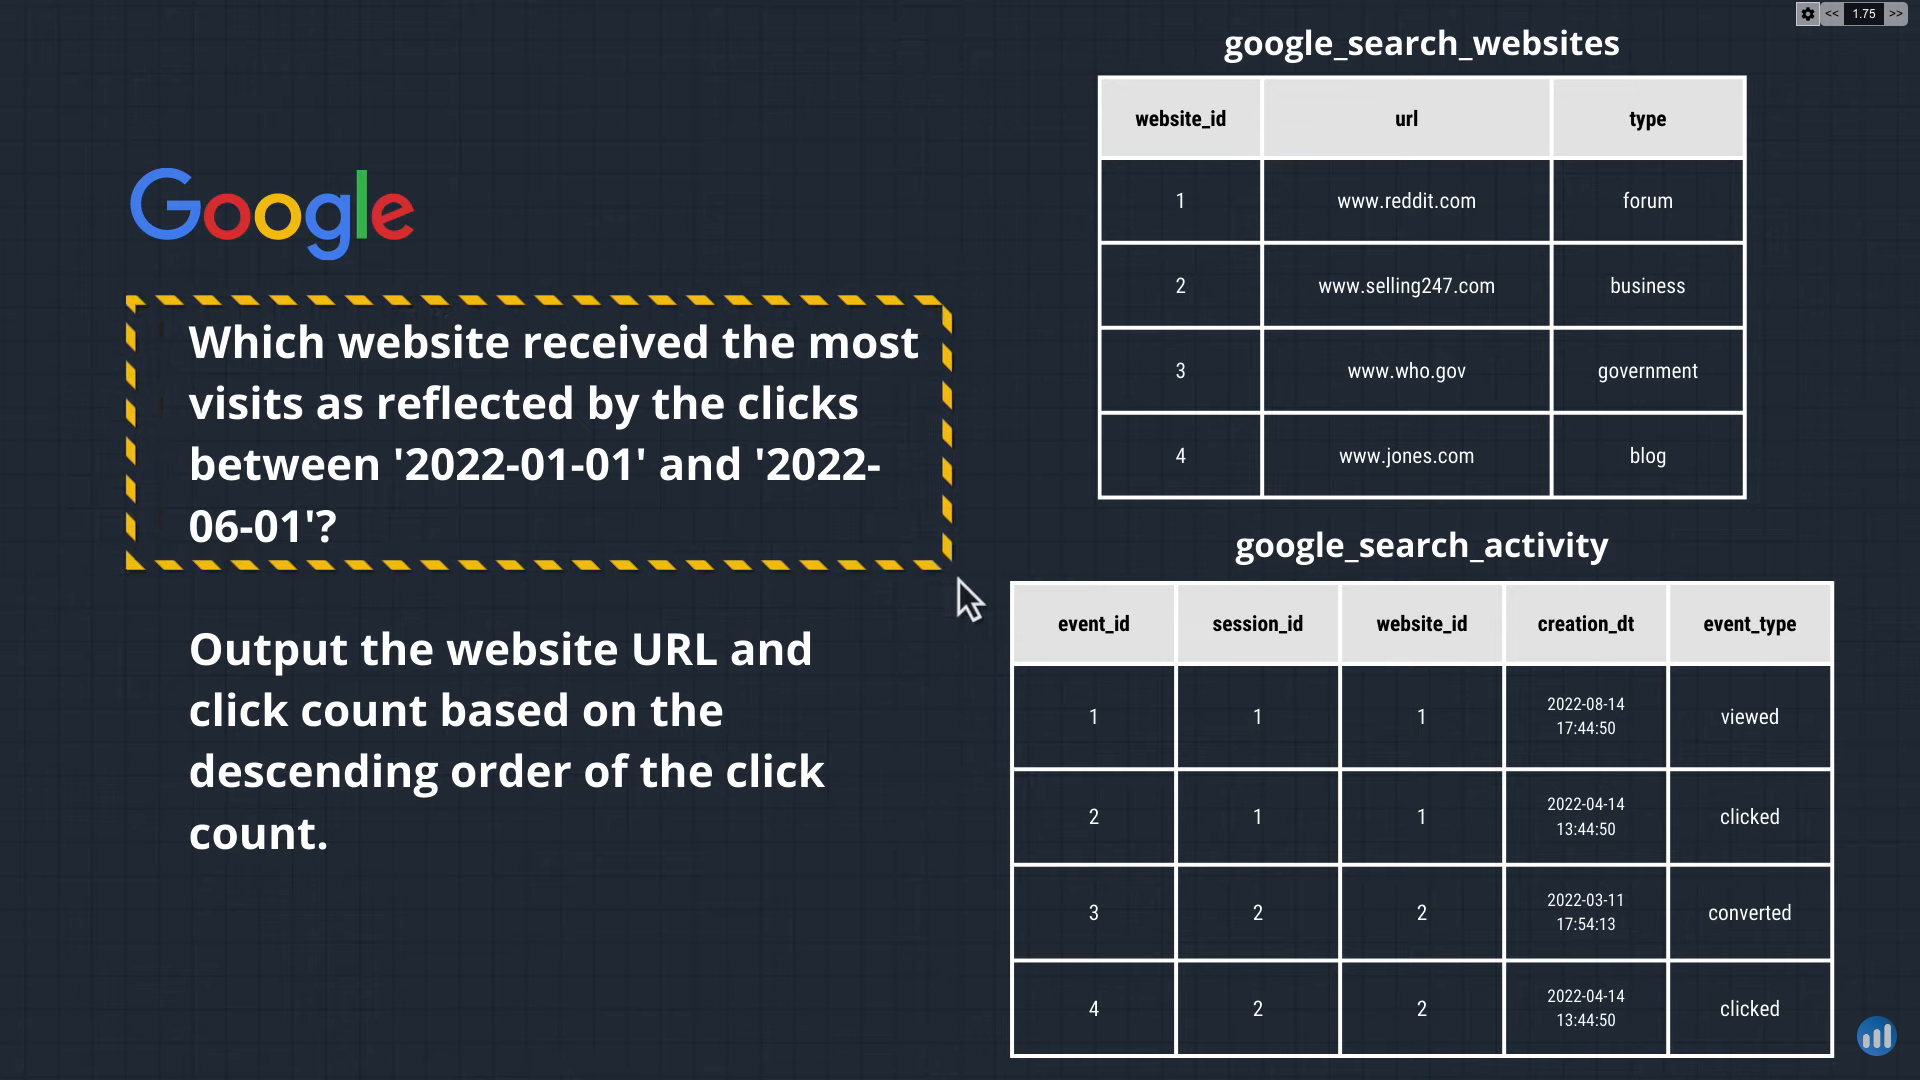 << 1.75 >>
Google
Which website received the most
visits as reflected by the clicks
between '2022-01-01' and '2022-
06-01'?
Output the website URL and
click count based on the
descending order of the click
count.
google_search_websites
website_id url type
1 www.reddit.com forum
2 www.selling247.com business
3 www.who.gov government
4 www.jones.com blog
google_search_activity
event_id session_id website_id creation_dt event_type
1 1 1 2022-08-14 17:44:50 viewed
2 1 1 2022-04-14 13:44:50 clicked
3 2 2 2022-03-11 17:54:13 converted
4 2 2 2022-04-14 13:44:50 clicked